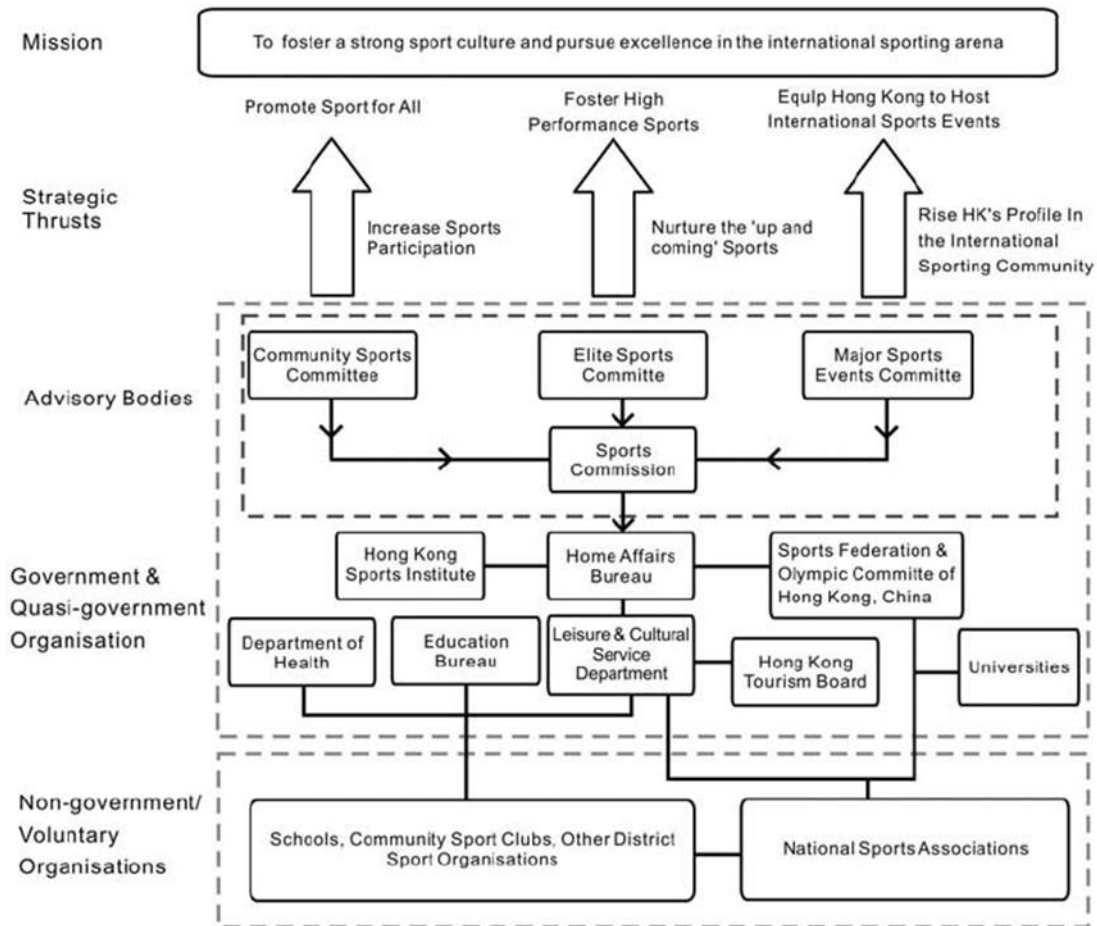 Mission
To foster a strong sport culture and pursue excellence in the international sporting arena
Promote Sport for All
Foster High
Performance Sports
Equlp Hong Kong to Host
International Sports Events
Strategic
Thrusts
Increase Sports
Participation
Nurture the 'up and
coming' Sports
Rise HK's Profile In
the International
Sporting Community
Advisory Bodies
Community Sports
Committee
Elite Sports
Committe
Major Sports
Events Committe
Sports
Commission
Government &
Quasi-government
Organisation
Hong Kong
Sports Institute
Home Affairs
Bureau
Sports Federation &
Olympic Committe of
Hong Kong, China
Department of
Health
Education
Bureau
Leisure & Cultural
Service
Department
Hong Kong
Tourism Board
Universities
Non-government/
Voluntary
Organisations
Schools, Community Sport Clubs, Other District
Sport Organisations
National Sports Associations